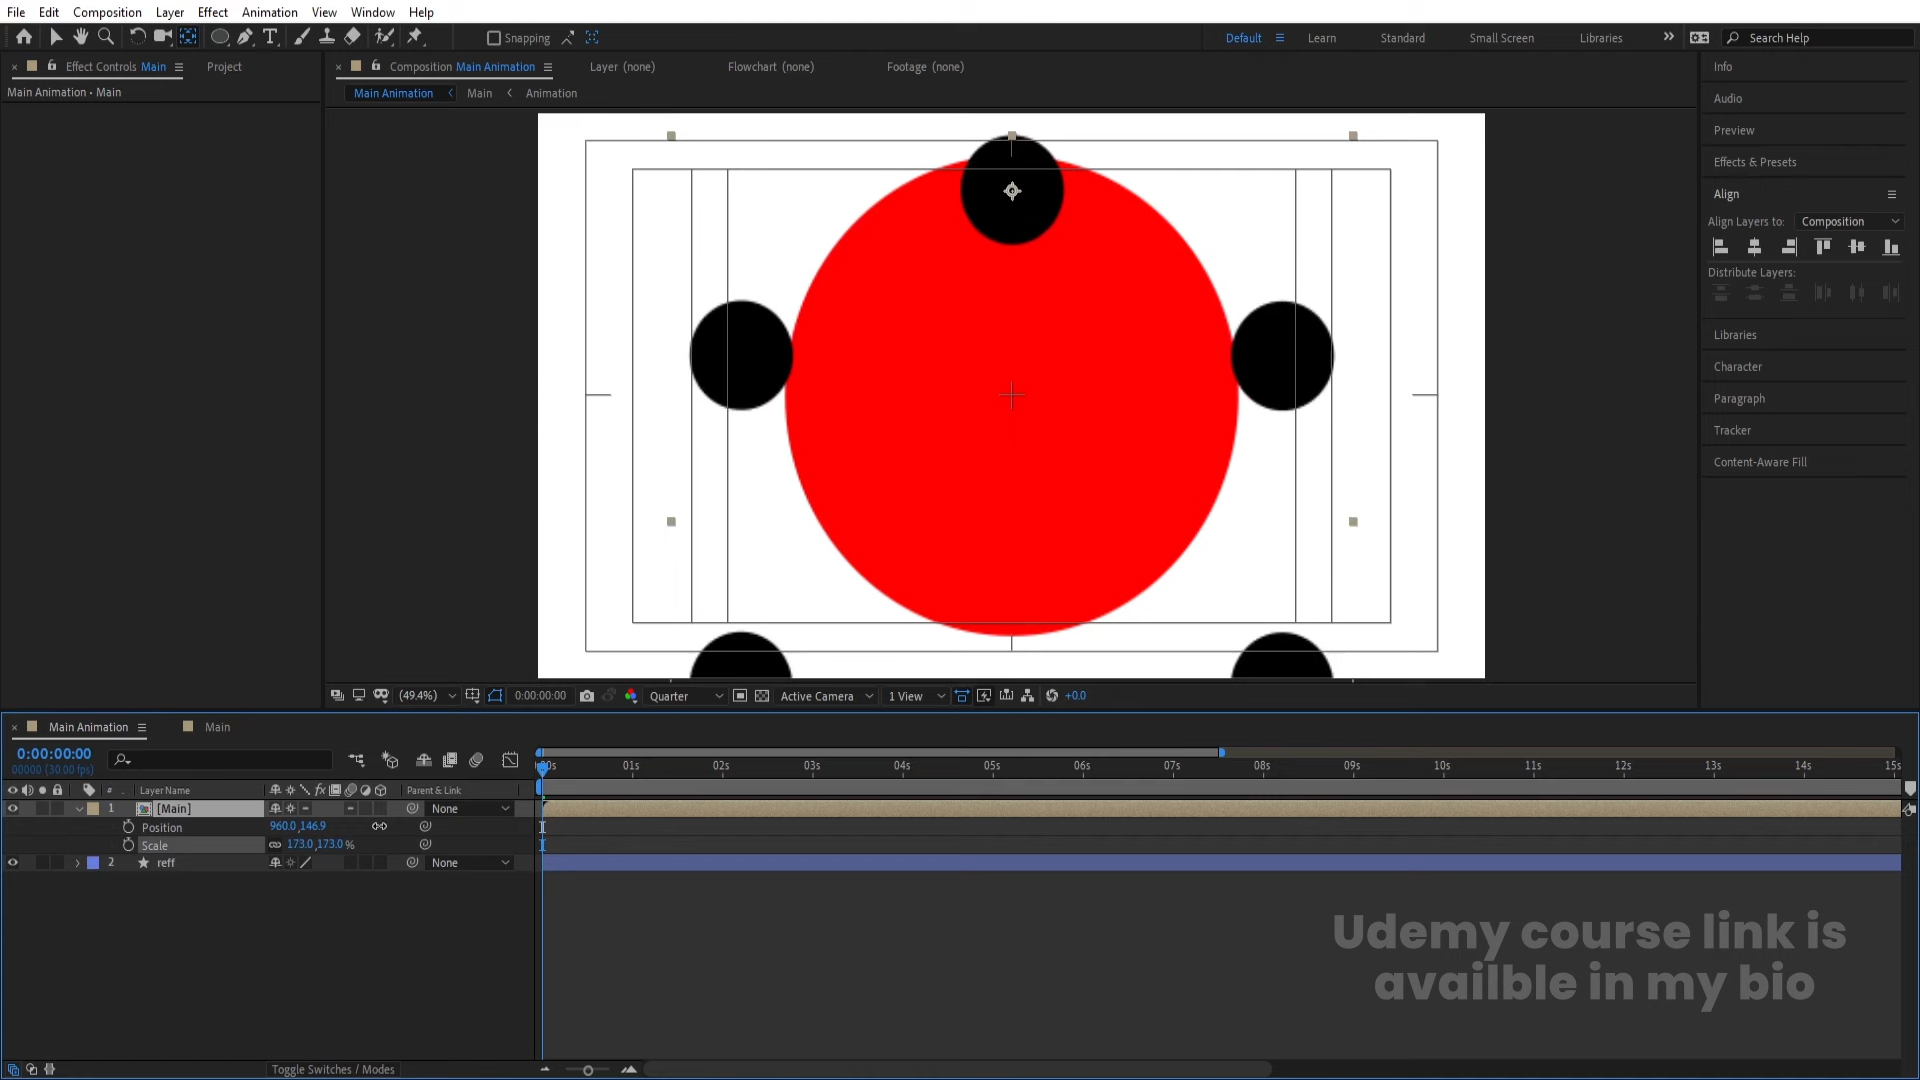 File Edit Composition Layer Effect Animation View Window Help
Snapping Default Learn Standard Small Screen Libraries Search Help
Effect Controls Main Project
Composition Main Animation Layer (none) Flowchart (none) Footage (none)
Main Animation • Main
Main Animation Main Animation
Info
Audio
Preview
Effects & Presets
Align
Align Layers to: Composition
Distribute Layers:
Libraries
Character
Paragraph
Tracker
Content-Aware Fill
(49.4%) 0:00:00:00 Quarter Active Camera 1 View +0.0
Main Animation Main
0:00:00:00
00000 (30.00 fps)
00s 01s 02s 03s 04s 05s 06s 07s 08s 09s 10s 11s 12s 13s 14s 15s
# Layer Name Parent & Link
1 [Main] None
Position 960.0,146.9
Scale 173.0,173.0 %
2 reff None
Udemy course link is
availble in my bio
Toggle Switches / Modes